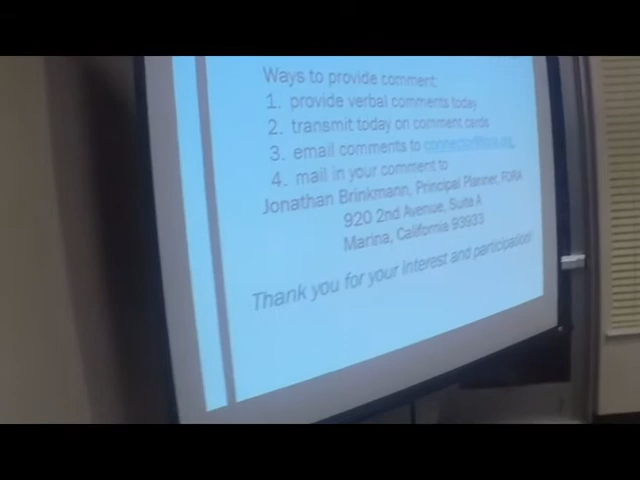 Ways to provide comment:
1. provide verbal comments today
2. transmit today on comment cards
3. email comments to
4. mail in your comment to
Jonathan Brinkmann, Principal Planner, FORA
920 2nd Avenue, Suite A
Marina, California 93933
Thank you for your interest and participation!